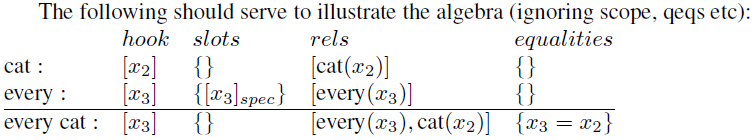 The following should serve to illustrate the algebra (ignoring scope, qeqs etc):
hook slots rels equalities
cat : [x₂] {} [cat(x₂)] {}
every : [x₃] {[x₃]ₛₚₑ꜀} [every(x₃)] {}
every cat : [x₃] {} [every(x₃), cat(x₂)] {x₃ = x₂}